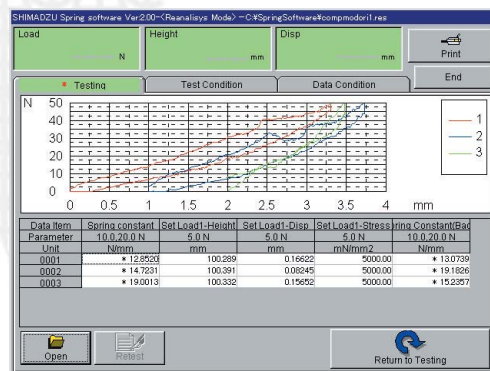 SHIMADZU Spring software Ver:2.00-<Reanalisys Mode>-C:¥SpringSoftware¥compmodori1.res
Load Height Disp
N mm mm
Print
End
* Testing Test Condition Data Condition
N 50
40
30
20
10
0
0 0.5 1 1.5 2 2.5 3 3.5 4 mm
1
2
3
Data Item Spring constant Set Load1-Height Set Load1-Disp Set Load1-Stress pring Constant(Bac
Parameter 10.0,20.0 N 5.0 N 5.0 N 5.0 N 10.0,20.0 N
Unit N/mm mm mm mN/mm2 N/mm
0001 * 12.8520 100.289 0.16622 5000.00 * 13.0739
0002 * 14.7231 100.391 0.08245 5000.00 * 19.1826
0003 * 19.0013 100.332 0.15652 5000.00 * 15.2357
Open Retest Return to Testing